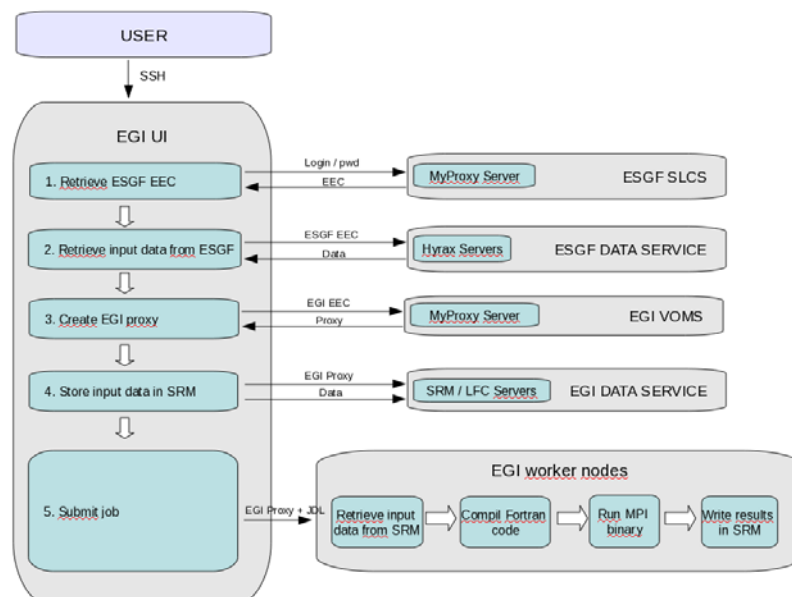 USER
SSH
EGI UI
1. Retrieve ESGF EEC
Login / pwd
EEC
MyProxy Server
ESGF SLCS
2. Retrieve input data from ESGF
ESGF EEC
Data
Hyrax Servers
ESGF DATA SERVICE
3. Create EGI proxy
EGI EEC
Proxy
MyProxy Server
EGI VOMS
4. Store input data in SRM
EGI Proxy
Data
SRM / LFC Servers
EGI DATA SERVICE
5. Submit job
EGI Proxy + JDL
EGI worker nodes
Retrieve input
data from SRM
Compil Fortran
code
Run MPI
binary
Write results
in SRM